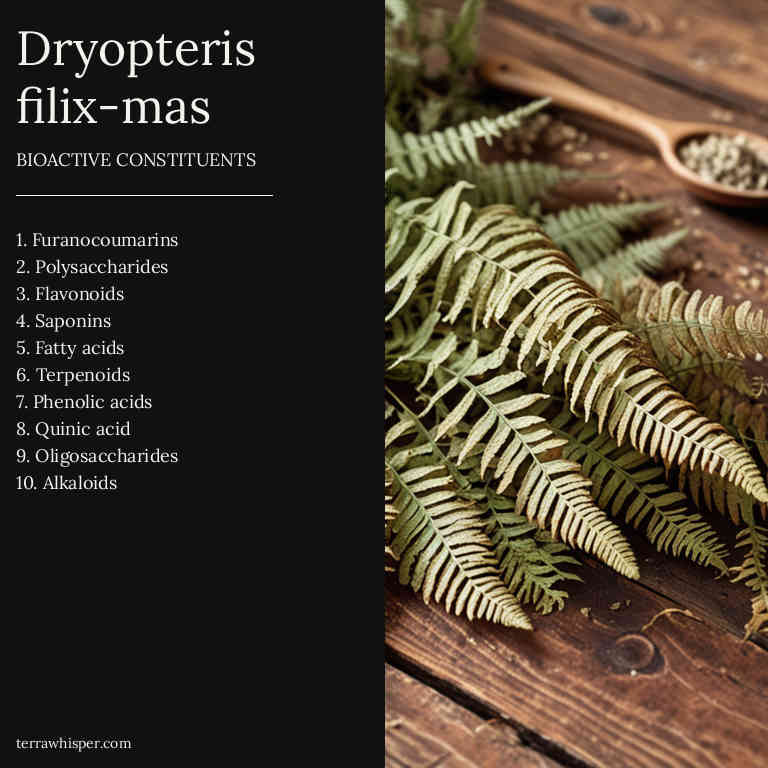 Dryopteris
filix-mas
BIOACTIVE CONSTITUENTS
1. Furanocoumarins
2. Polysaccharides
3. Flavonoids
4. Saponins
5. Fatty acids
6. Terpenoids
7. Phenolic acids
8. Quinic acid
9. Oligosaccharides
10. Alkaloids
terrawhisper.com